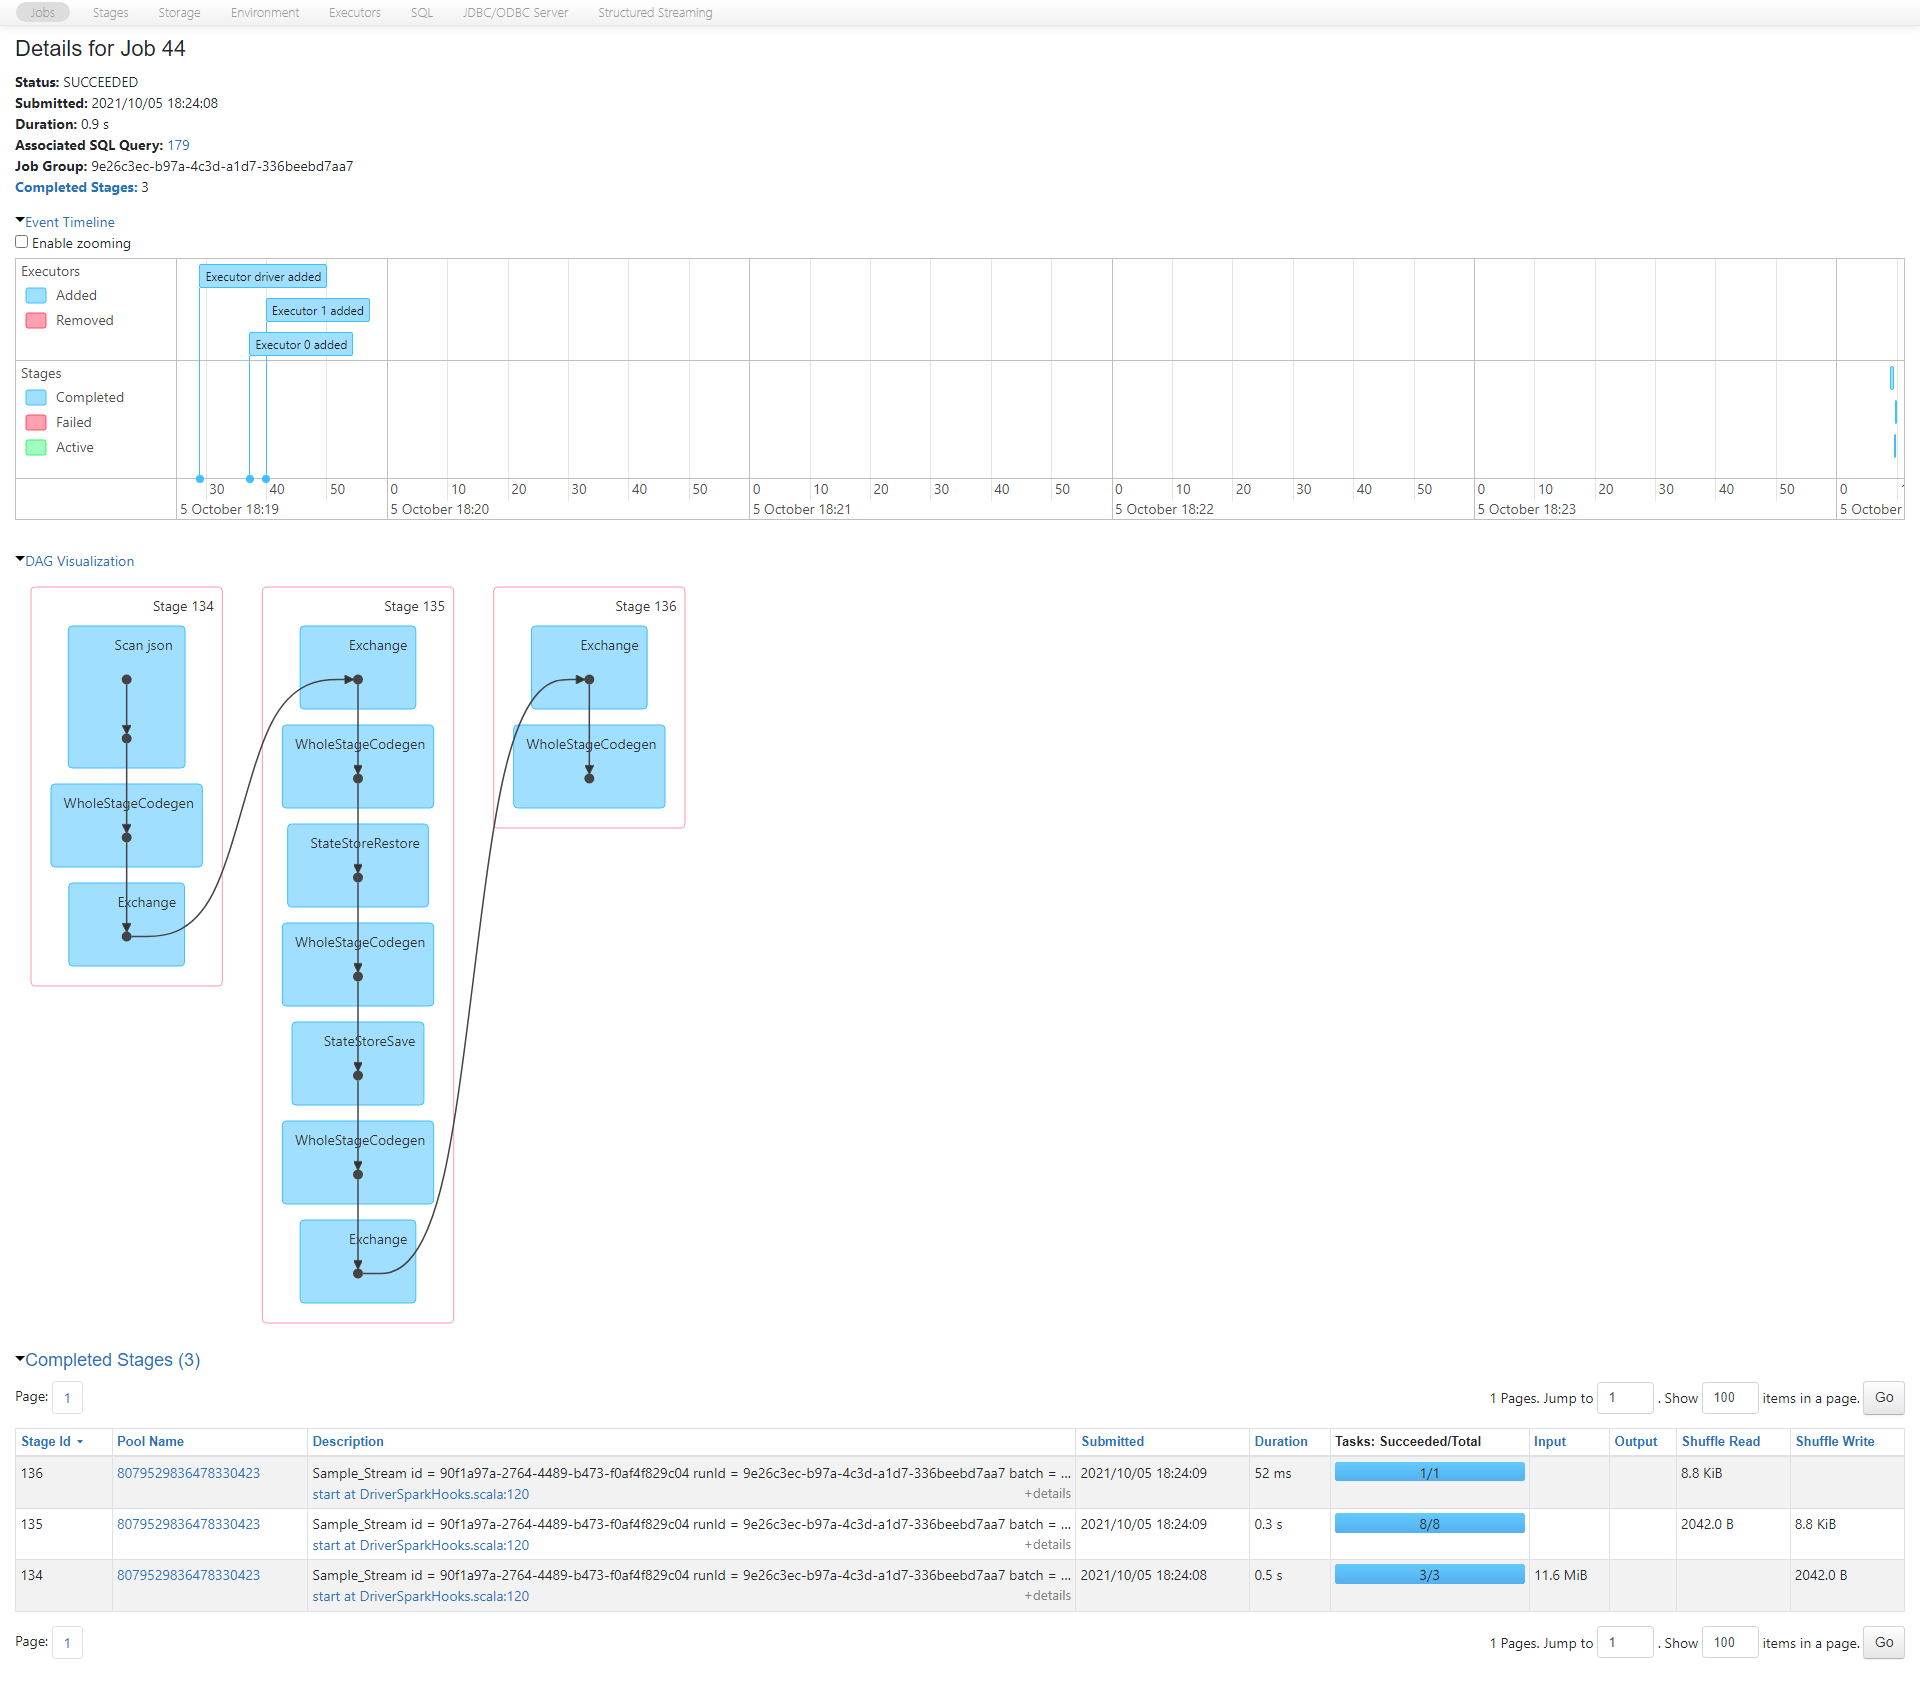 Jobs Stages Storage Environment Executors SQL JDBC/ODBC Server Structured Streaming
Details for Job 44
Status: SUCCEEDED
Submitted: 2021/10/05 18:24:08
Duration: 0.9 s
Associated SQL Query: 179
Job Group: 9e26c3ec-b97a-4c3d-a1d7-336beebd7aa7
Completed Stages: 3
Event Timeline
Enable zooming
Executors
Added
Removed
Executor driver added
Executor 1 added
Executor 0 added
Stages
Completed
Failed
Active
30 40 50 0 10 20 30 40 50 0 10 20 30 40 50 0 10 20 30 40 50 0 10 20 30 40 50 0
5 October 18:19 5 October 18:20 5 October 18:21 5 October 18:22 5 October 18:23 5 October
DAG Visualization
Stage 134
Scan json
WholeStageCodegen
Exchange
Stage 135
Exchange
WholeStageCodegen
StateStoreRestore
WholeStageCodegen
StateStoreSave
WholeStageCodegen
Exchange
Stage 136
Exchange
WholeStageCodegen
Completed Stages (3)
Page: 1 1 Pages. Jump to 1 . Show 100 items in a page. Go
Stage Id Pool Name Description Submitted Duration Tasks: Succeeded/Total Input Output Shuffle Read Shuffle Write
136 8079529836478330423 Sample_Stream id = 90f1a97a-2764-4489-b473-f0af4f829c04 runId = 9e26c3ec-b97a-4c3d-a1d7-336beebd7aa7 batch = ... 2021/10/05 18:24:09 52 ms 1/1 8.8 KiB
start at DriverSparkHooks.scala:120 +details
135 8079529836478330423 Sample_Stream id = 90f1a97a-2764-4489-b473-f0af4f829c04 runId = 9e26c3ec-b97a-4c3d-a1d7-336beebd7aa7 batch = ... 2021/10/05 18:24:09 0.3 s 8/8 2042.0 B 8.8 KiB
start at DriverSparkHooks.scala:120 +details
134 8079529836478330423 Sample_Stream id = 90f1a97a-2764-4489-b473-f0af4f829c04 runId = 9e26c3ec-b97a-4c3d-a1d7-336beebd7aa7 batch = ... 2021/10/05 18:24:08 0.5 s 3/3 11.6 MiB 2042.0 B
start at DriverSparkHooks.scala:120 +details
Page: 1 1 Pages. Jump to 1 . Show 100 items in a page. Go